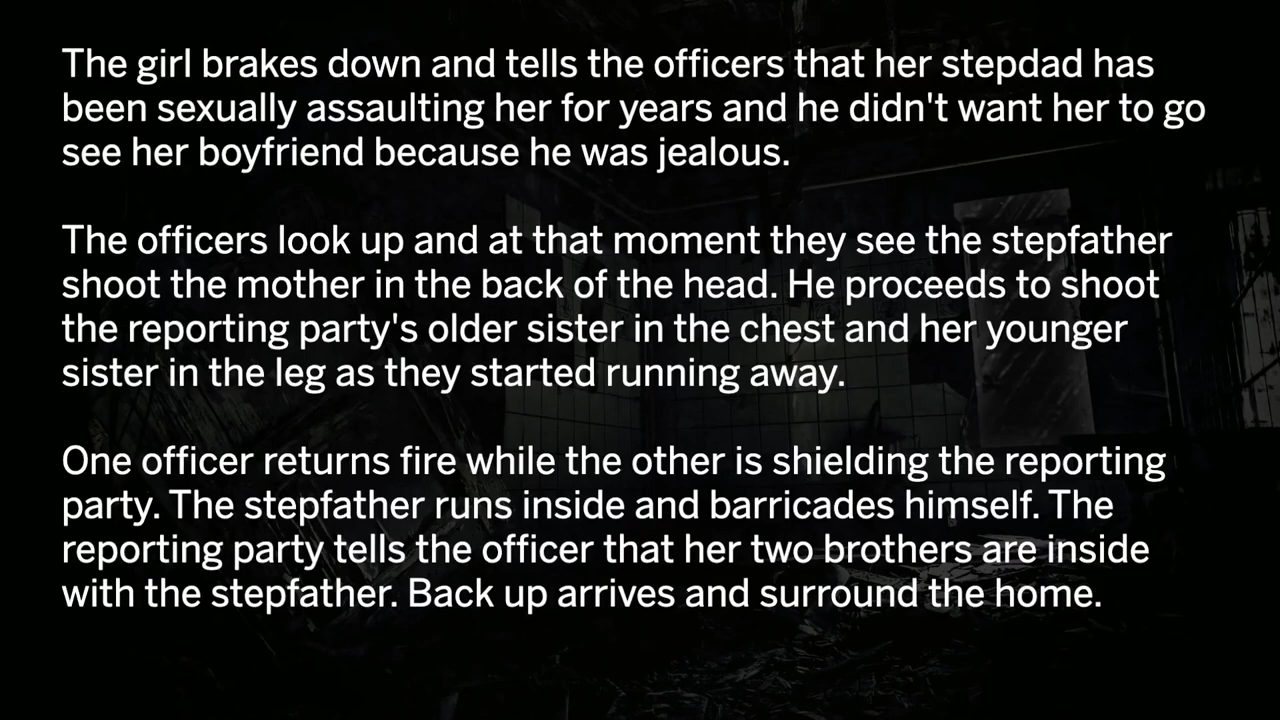 The girl brakes down and tells the officers that her stepdad has
been sexually assaulting her for years and he didn't want her to go
see her boyfriend because he was jealous.
The officers look up and at that moment they see the stepfather
shoot the mother in the back of the head. He proceeds to shoot
the reporting party's older sister in the chest and her younger
sister in the leg as they started running away.
One officer returns fire while the other is shielding the reporting
party. The stepfather runs inside and barricades himself. The
reporting party tells the officer that her two brothers are inside
with the stepfather. Back up arrives and surround the home.